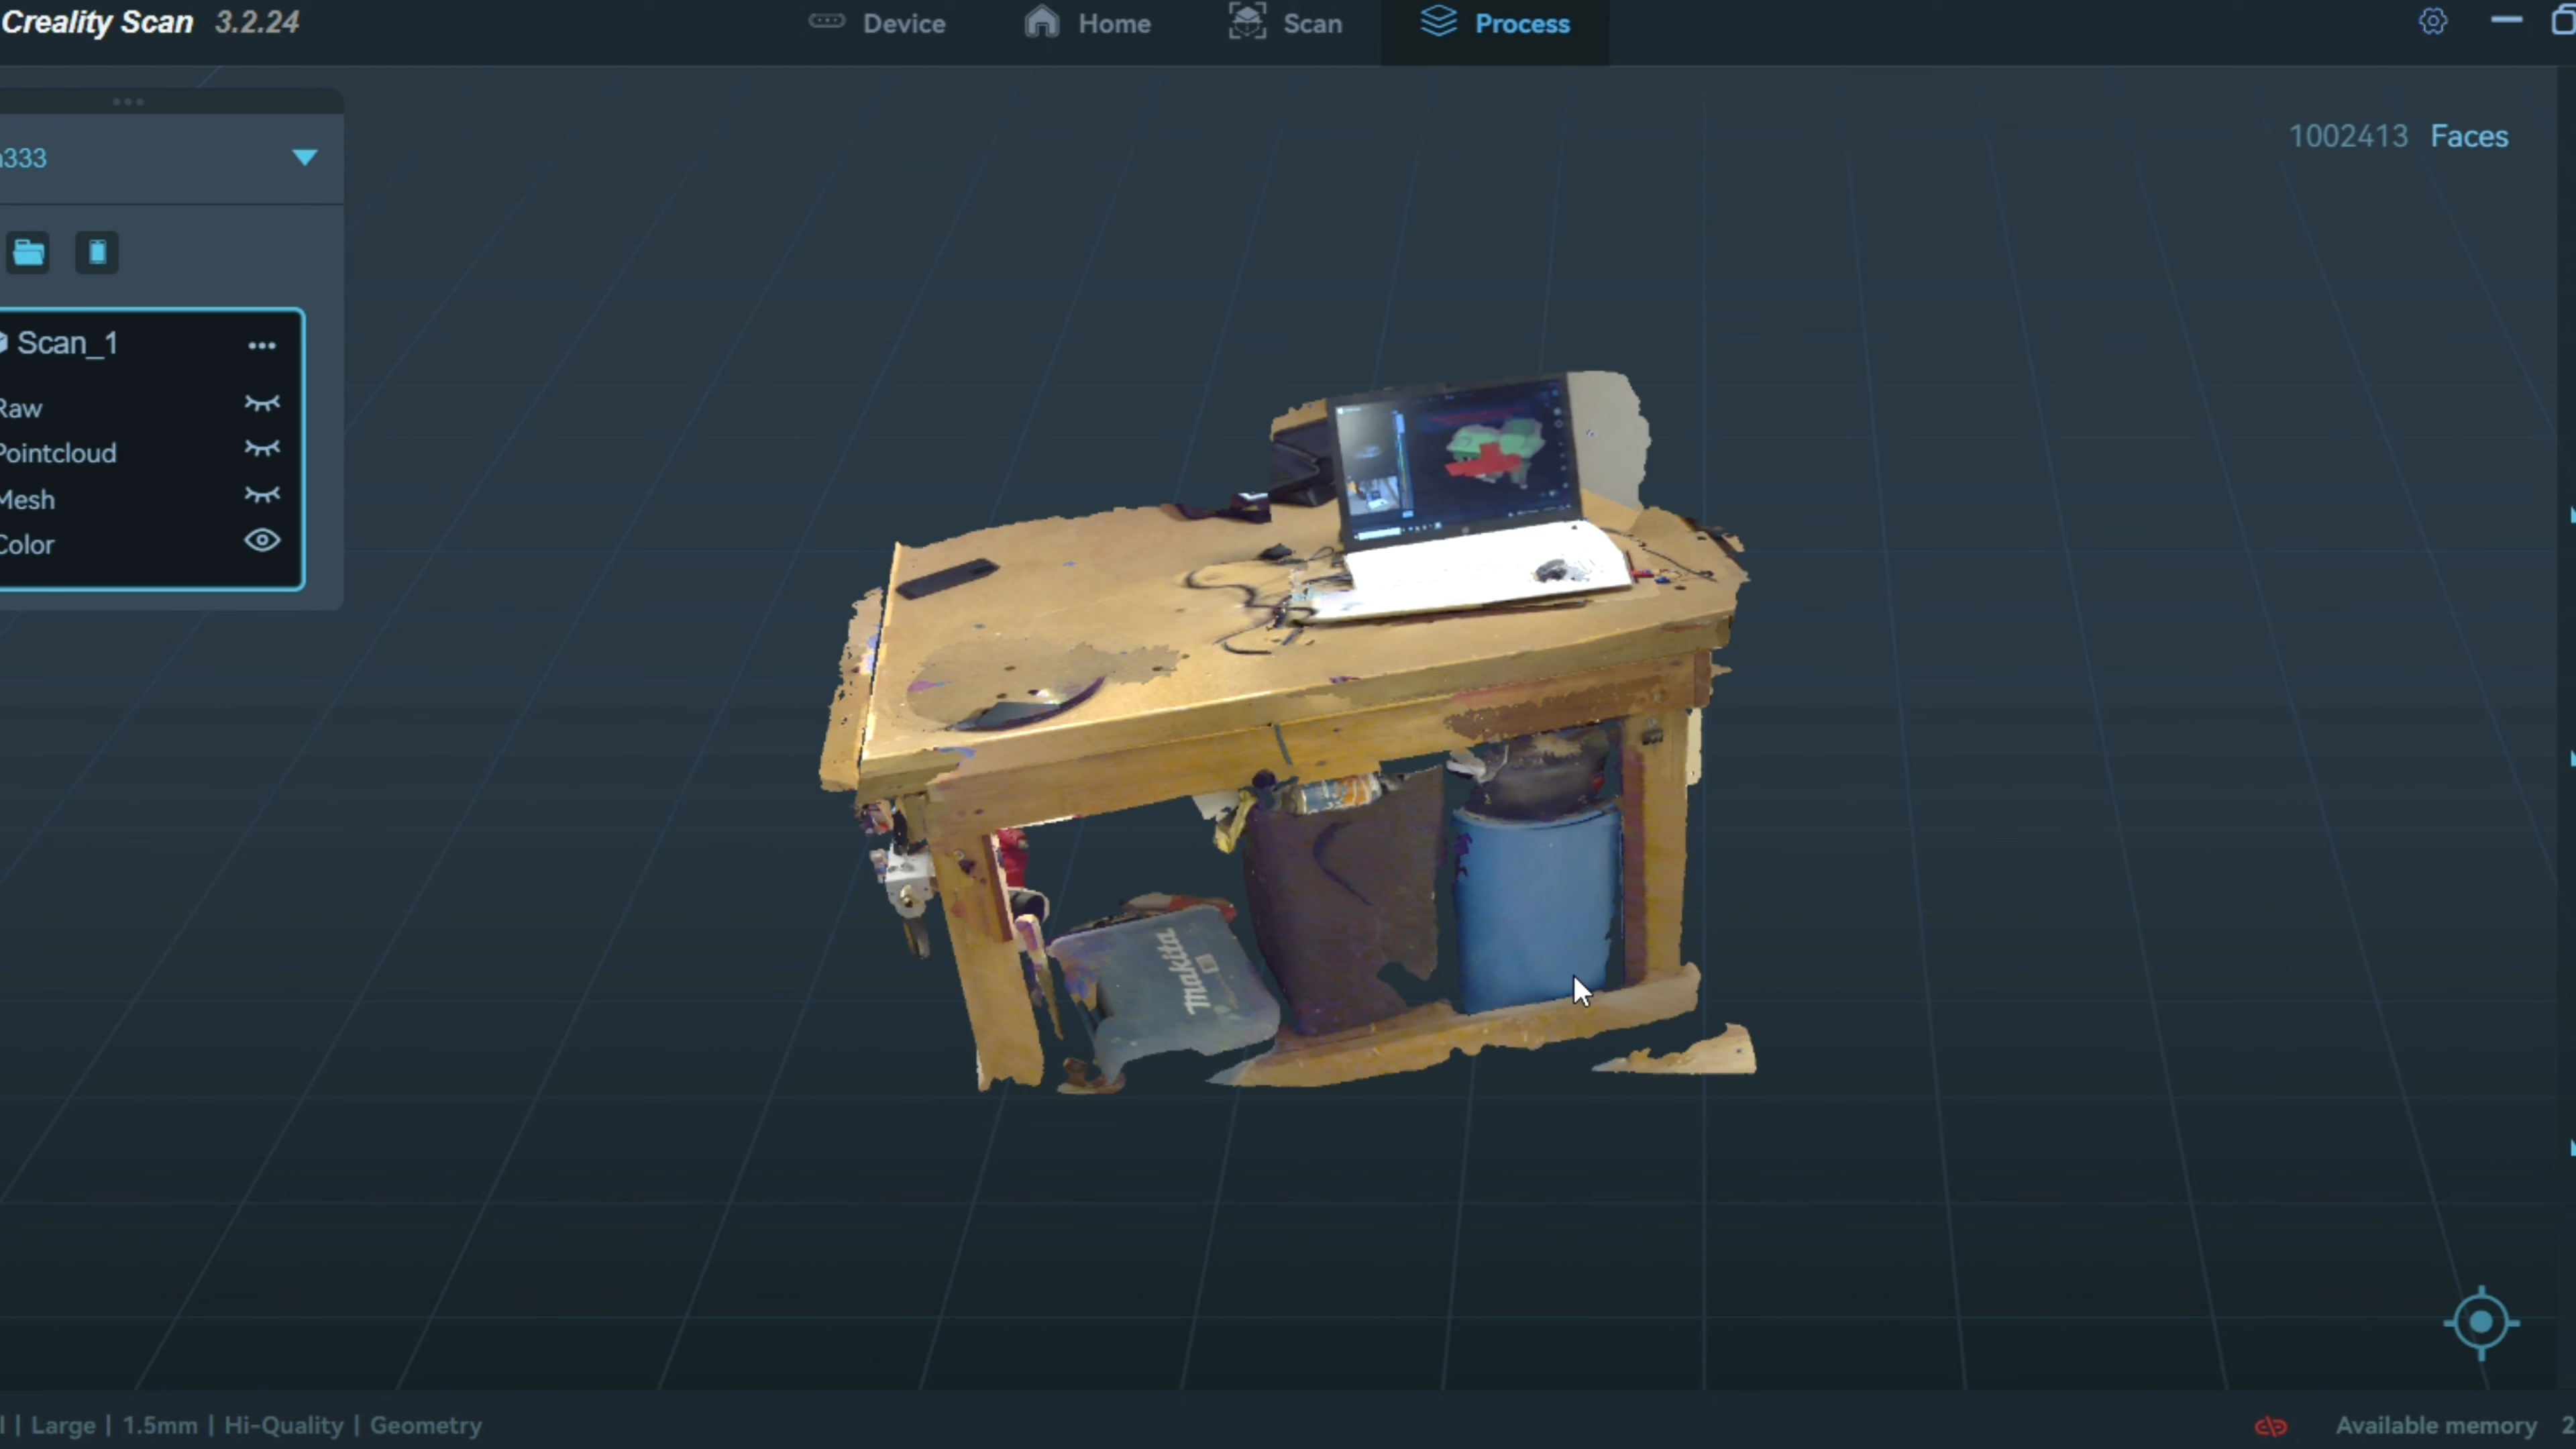 Creality Scan 3.2.24
Device
Home
Scan
Process
1002413 Faces
333
Scan_1
Raw
Pointcloud
Mesh
Color
makita
| Large | 1.5mm | Hi-Quality | Geometry
Available memory 2